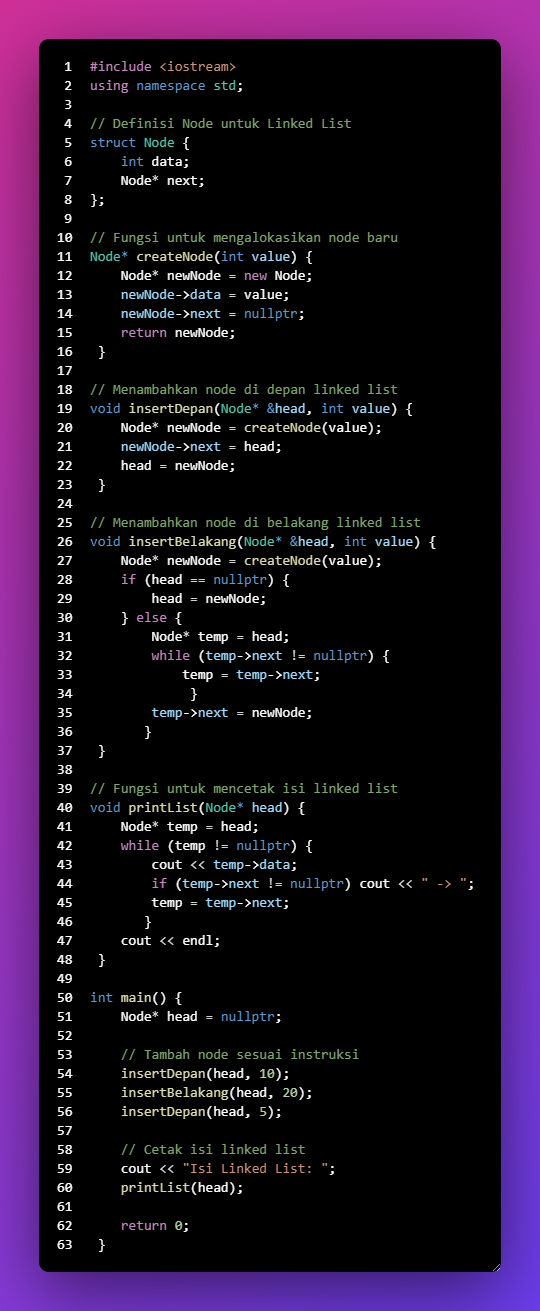 1 #include <iostream>
2 using namespace std;
3
4 // Definisi Node untuk Linked List
5 struct Node {
6     int data;
7     Node* next;
8 };
9
10 // Fungsi untuk mengalokasikan node baru
11 Node* createNode(int value) {
12     Node* newNode = new Node;
13     newNode->data = value;
14     newNode->next = nullptr;
15     return newNode;
16  }
17
18 // Menambahkan node di depan linked list
19 void insertDepan(Node* &head, int value) {
20     Node* newNode = createNode(value);
21     newNode->next = head;
22     head = newNode;
23  }
24
25 // Menambahkan node di belakang linked list
26 void insertBelakang(Node* &head, int value) {
27     Node* newNode = createNode(value);
28     if (head == nullptr) {
29         head = newNode;
30     } else {
31         Node* temp = head;
32         while (temp->next != nullptr) {
33             temp = temp->next;
34              }
35         temp->next = newNode;
36        }
37  }
38
39 // Fungsi untuk mencetak isi linked list
40 void printList(Node* head) {
41     Node* temp = head;
42     while (temp != nullptr) {
43         cout << temp->data;
44         if (temp->next != nullptr) cout << " -> ";
45         temp = temp->next;
46        }
47     cout << endl;
48  }
49
50 int main() {
51     Node* head = nullptr;
52
53     // Tambah node sesuai instruksi
54     insertDepan(head, 10);
55     insertBelakang(head, 20);
56     insertDepan(head, 5);
57
58     // Cetak isi linked list
59     cout << "Isi Linked List: ";
60     printList(head);
61
62     return 0;
63  }